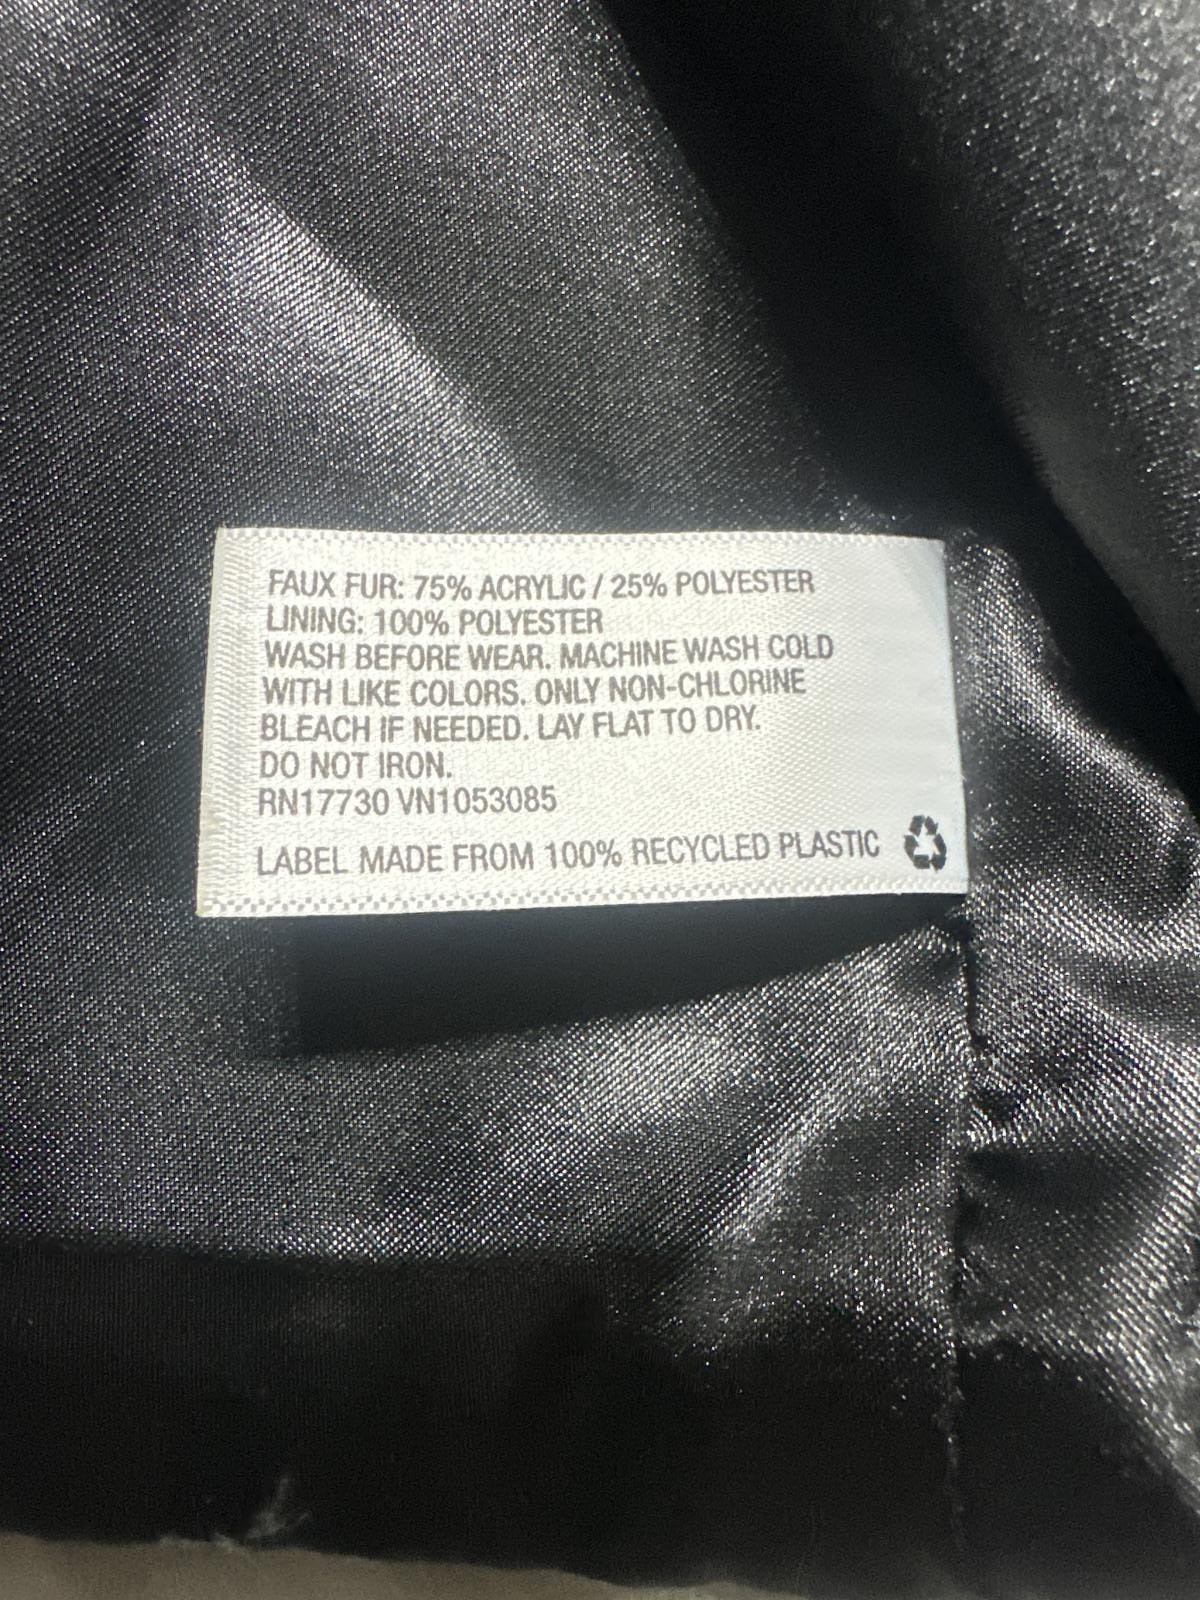 FAUX FUR: 75% ACRYLIC / 25% POLYESTER
LINING: 100% POLYESTER
WASH BEFORE WEAR. MACHINE WASH COLD
WITH LIKE COLORS. ONLY NON-CHLORINE
BLEACH IF NEEDED. LAY FLAT TO DRY.
DO NOT IRON.
RN17730 VN1053085
LABEL MADE FROM 100% RECYCLED PLASTIC